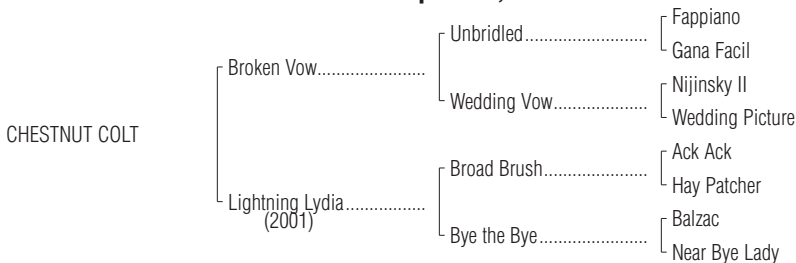 Fappiano
Unbridled
Gana Facil
Broken Vow
Nijinsky II
Wedding Vow
Wedding Picture
CHESTNUT COLT
Ack Ack
Broad Brush
Hay Patcher
Lightning Lydia
(2001)
Balzac
Bye the Bye
Near Bye Lady